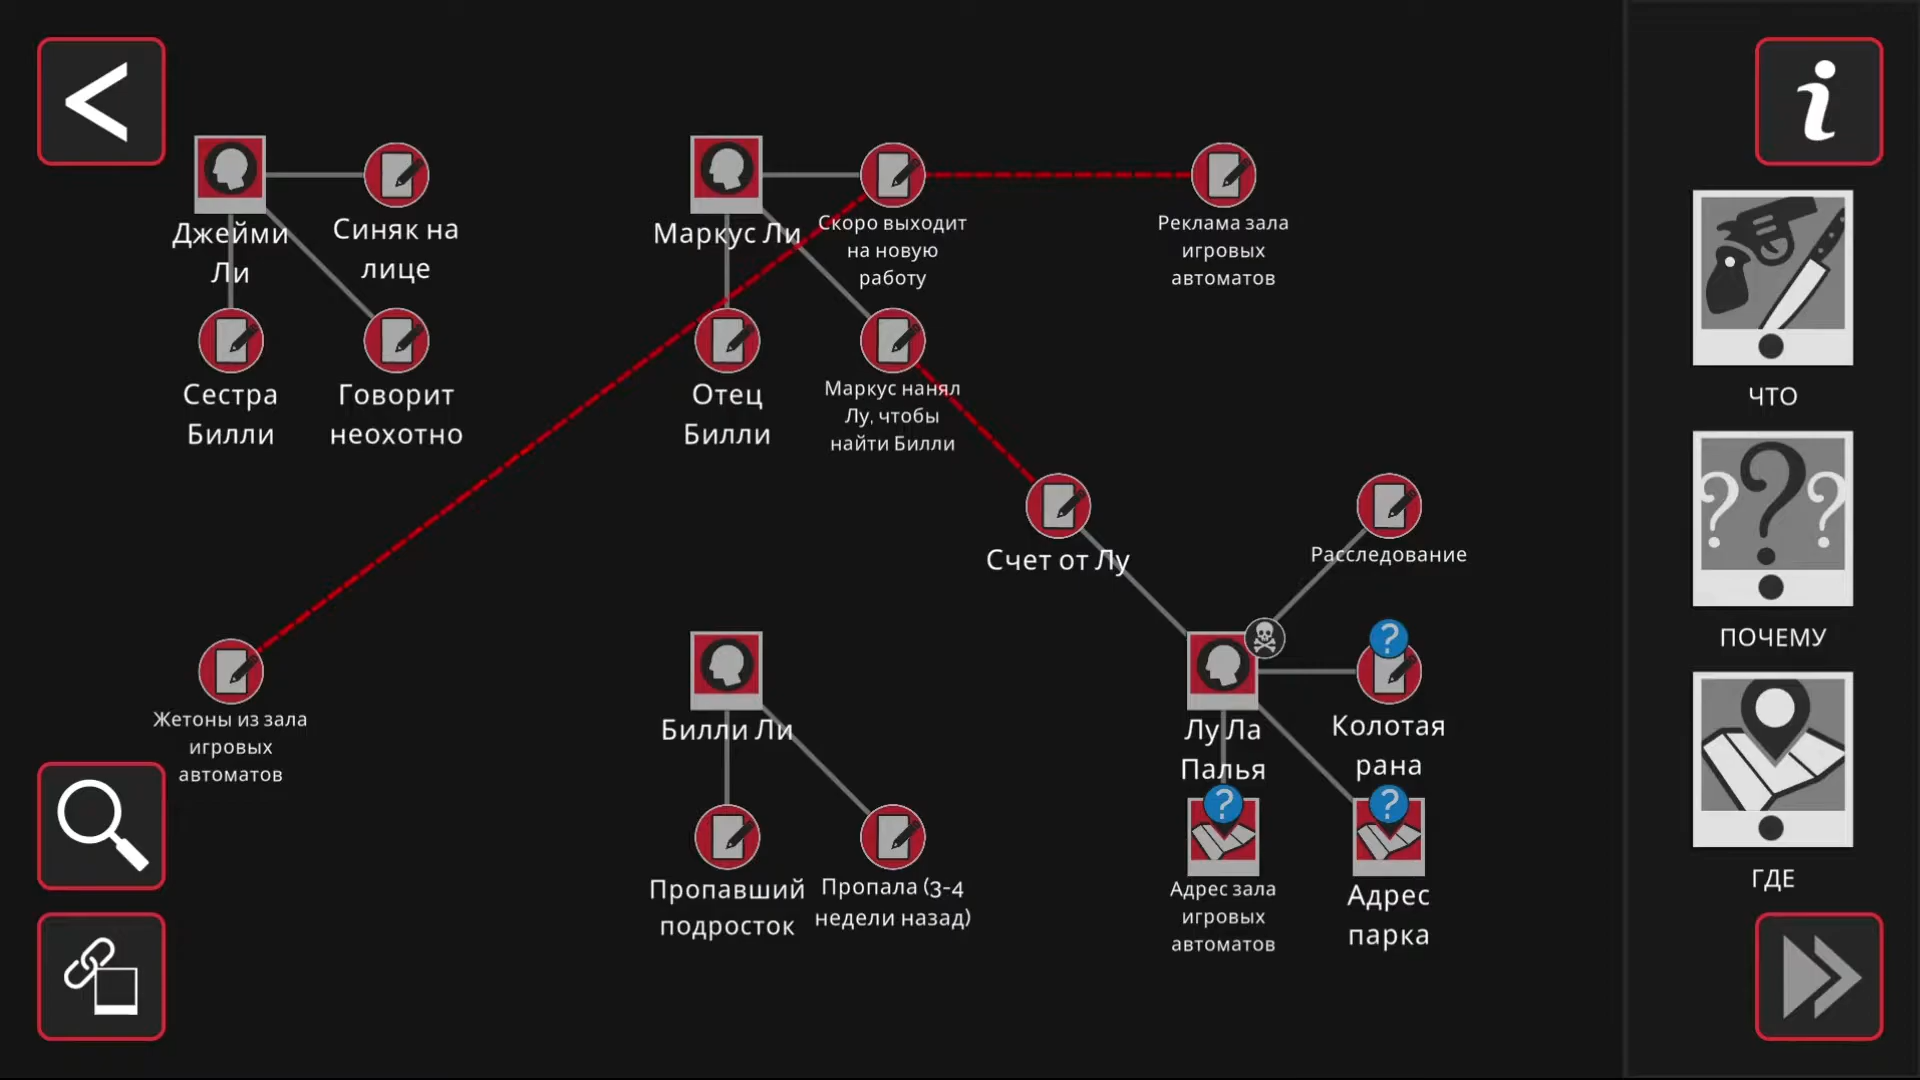 Джейми
Ли
Синяк на
лице
Сестра
Билли
Говорит
неохотно
Маркус Ли
Скоро выходит
на новую
работу
Реклама зала
игровых
автоматов
Отец
Билли
Маркус нанял
Лу, чтобы
найти Билли
Счет от Лу
Расследование
Жетоны из зала
игровых
автоматов
Билли Ли
Пропавший
подросток
Пропала (3-4
недели назад)
Лу Ла
Палья
?
Колотая
рана
?
Адрес зала
игровых
автоматов
?
Адрес
парка
i
ЧТО
? ? ?
ПОЧЕМУ
ГДЕ